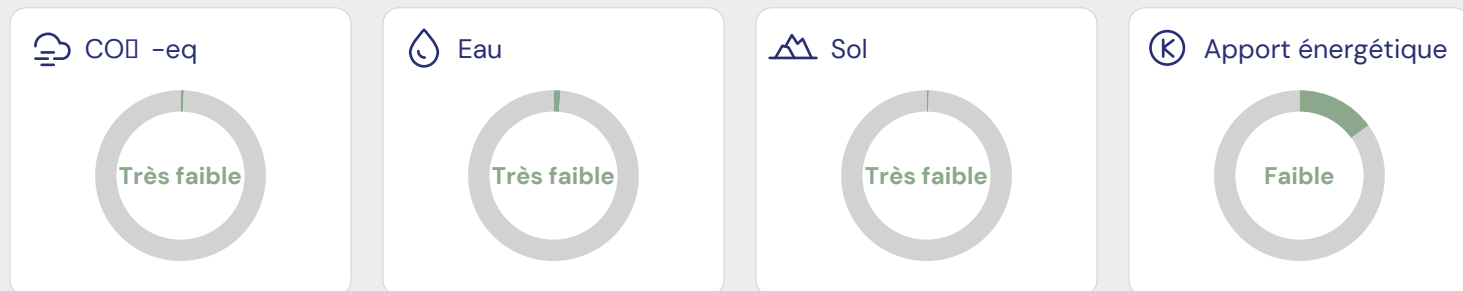 CO▯ -eq
Très faible
Eau
Très faible
Sol
Très faible
Apport énergétique
Faible